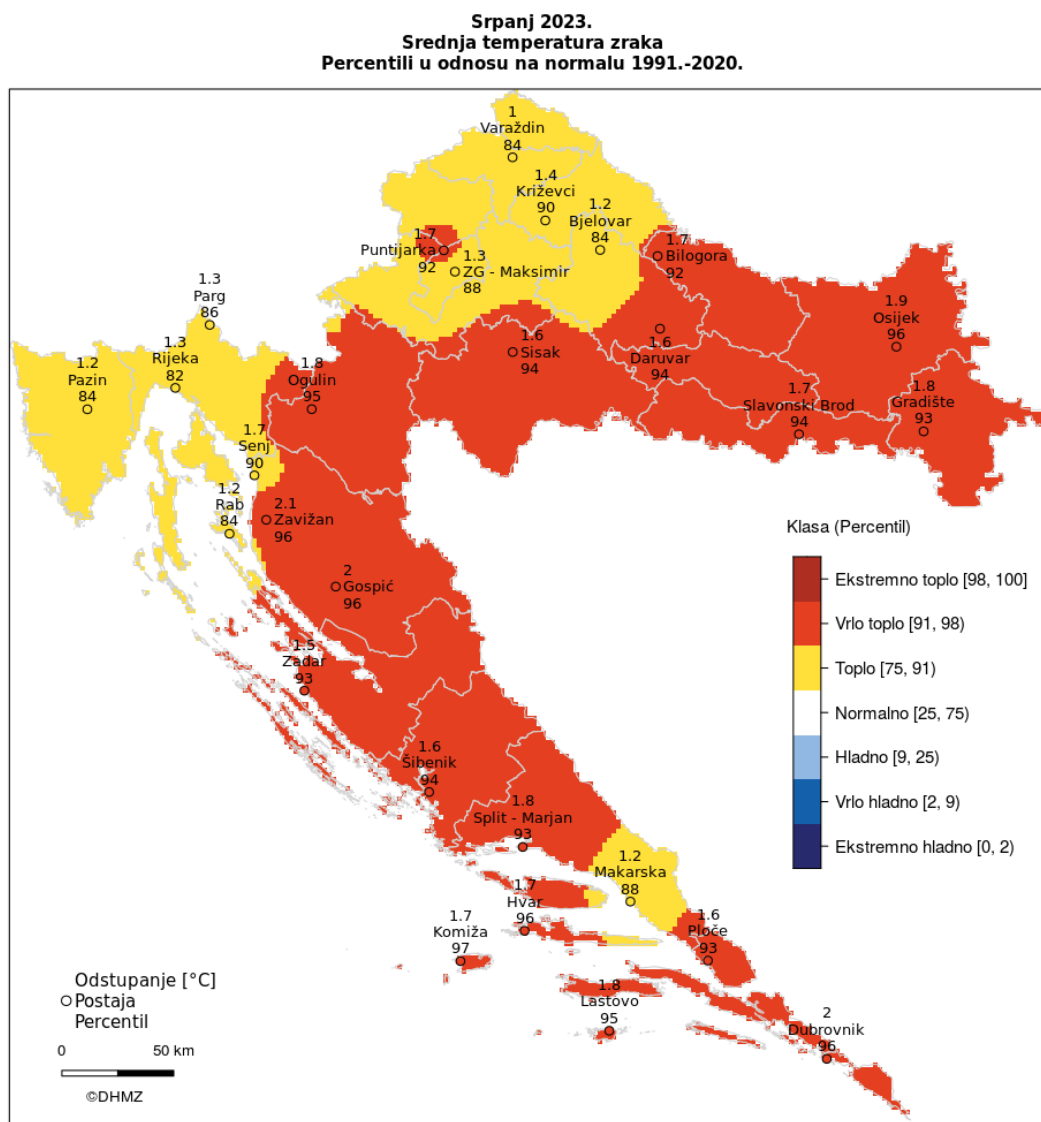 Srpanj 2023.
Srednja temperatura zraka
Percentili u odnosu na normalu 1991.-2020.
1
Varaždin
84
1.4
Križevci
90
1.2
Bjelovar
84
1.7
Puntijarka
92
1.3
ZG - Maksimir
88
1.7
Bilogora
92
1.3
Parg
86
1.9
Osijek
96
1.2
Pazin
84
1.3
Rijeka
82
1.8
Ogulin
95
1.6
Sisak
94
1.6
Daruvar
94
1.7
Slavonski Brod
94
1.8
Gradište
93
1.7
Senj
90
1.2
Rab
84
2.1
Zavižan
96
2
Gospić
96
1.5
Zadar
93
1.6
Šibenik
94
1.8
Split - Marjan
93
1.2
Makarska
88
1.7
Hvar
96
1.7
Komiža
97
1.6
Ploče
93
1.8
Lastovo
95
2
Dubrovnik
96
Klasa (Percentil)
Ekstremno toplo [98, 100]
Vrlo toplo [91, 98)
Toplo [75, 91)
Normalno [25, 75)
Hladno [9, 25)
Vrlo hladno [2, 9)
Ekstremno hladno [0, 2)
Odstupanje [°C]
Postaja
Percentil
0 50 km
©DHMZ